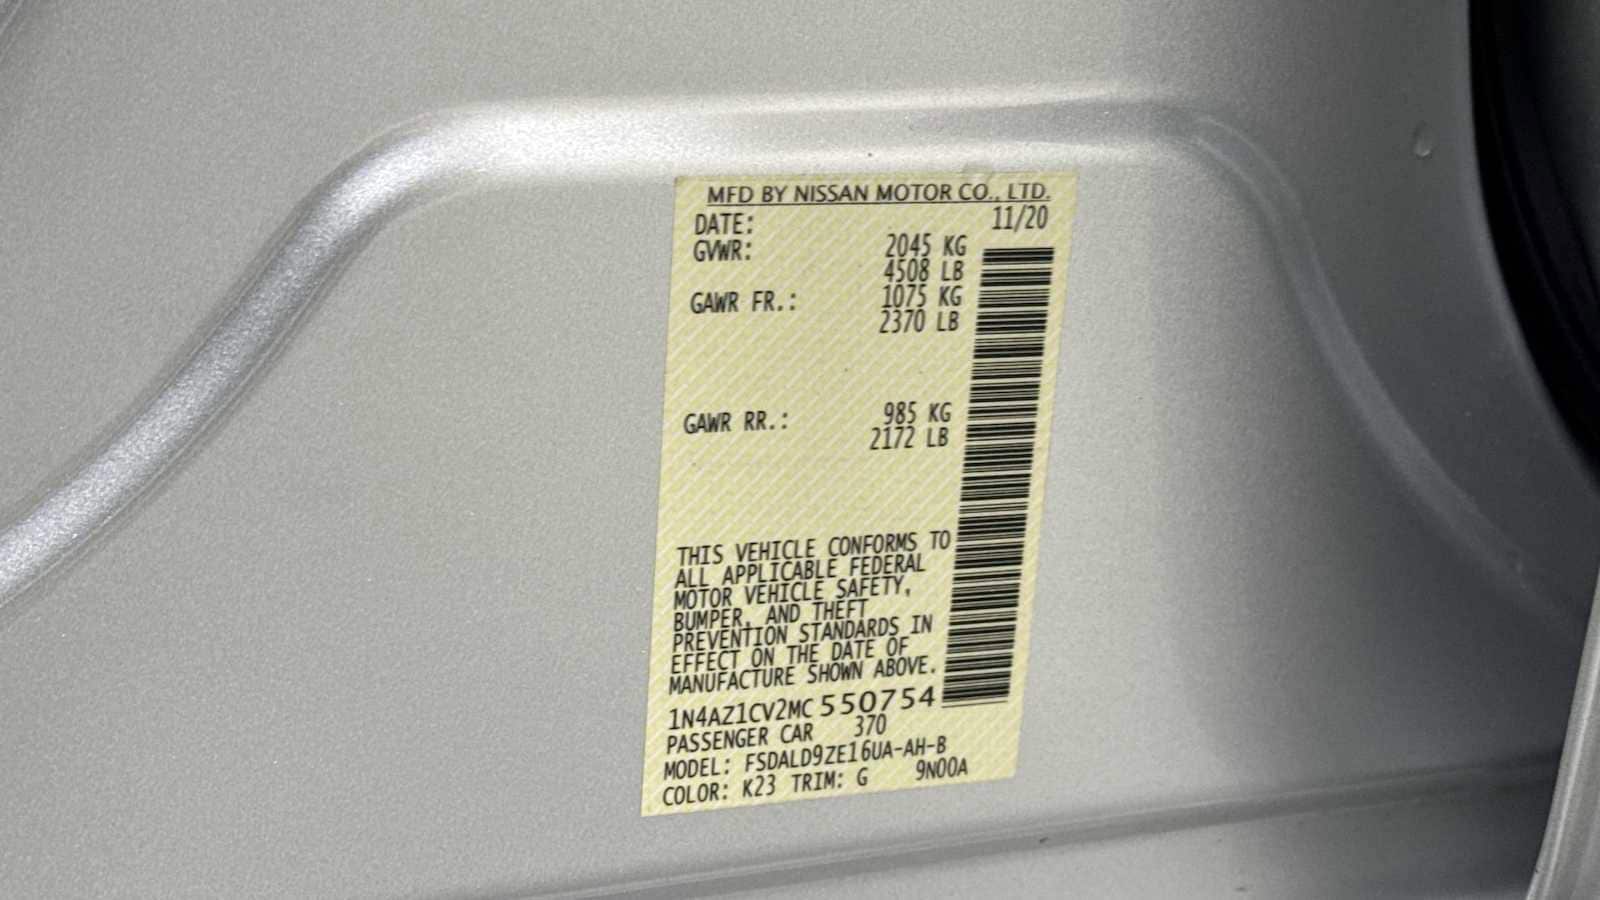 MFD BY NISSAN MOTOR CO., LTD.
DATE: 11/20
GVWR: 2045 KG
4508 LB
GAWR FR.: 1075 KG
2370 LB
GAWR RR.: 985 KG
2172 LB
THIS VEHICLE CONFORMS TO
ALL APPLICABLE FEDERAL
MOTOR VEHICLE SAFETY,
BUMPER, AND THEFT
PREVENTION STANDARDS IN
EFFECT ON THE DATE OF
MANUFACTURE SHOWN ABOVE.
1N4AZ1CV2MC550754
PASSENGER CAR 370
MODEL: FSDALD9ZE16UA-AH-B
COLOR: K23 TRIM: G 9N00A